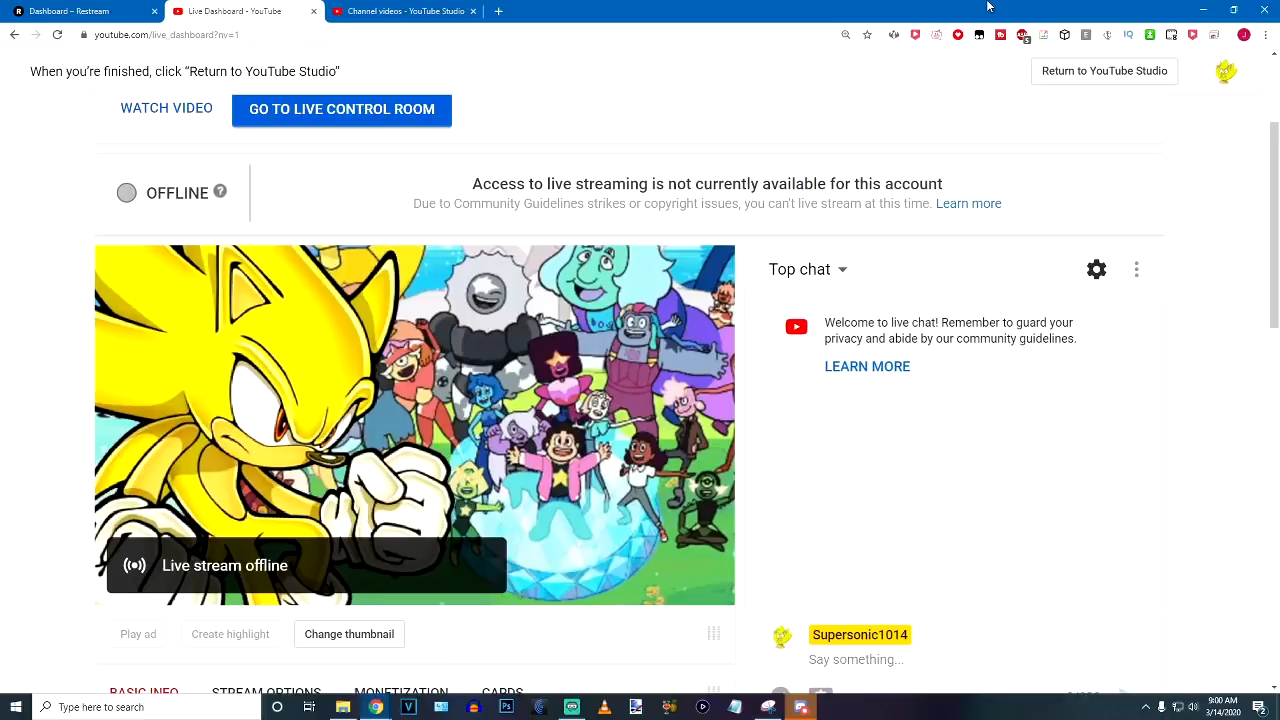 Dashboard – Restream
Live Dashboard - YouTube
Channel videos - YouTube Studio
youtube.com/live_dashboard?nv=1
When you're finished, click “Return to YouTube Studio”
Return to YouTube Studio
WATCH VIDEO
GO TO LIVE CONTROL ROOM
OFFLINE
Access to live streaming is not currently available for this account
Due to Community Guidelines strikes or copyright issues, you can't live stream at this time. Learn more
Top chat
Welcome to live chat! Remember to guard your
privacy and abide by our community guidelines.
LEARN MORE
Live stream offline
Play ad
Create highlight
Change thumbnail
Supersonic1014
Say something...
BASIC INFO
STREAM OPTIONS
MONETIZATION
CARDS
Type here to search
9:00 AM
3/14/2020